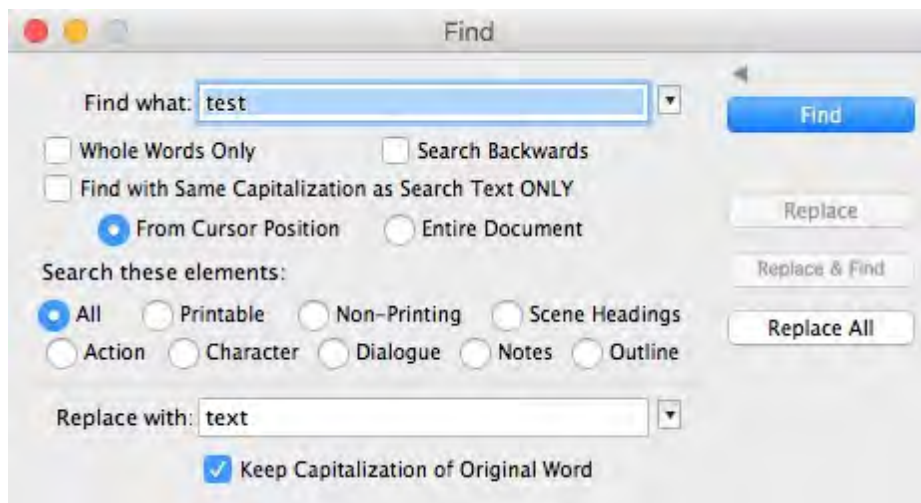 Find
Find what: test
Find
Whole Words Only Search Backwards
Find with Same Capitalization as Search Text ONLY
From Cursor Position Entire Document
Replace
Search these elements:
Replace & Find
All Printable Non-Printing Scene Headings
Replace All
Action Character Dialogue Notes Outline
Replace with: text
Keep Capitalization of Original Word